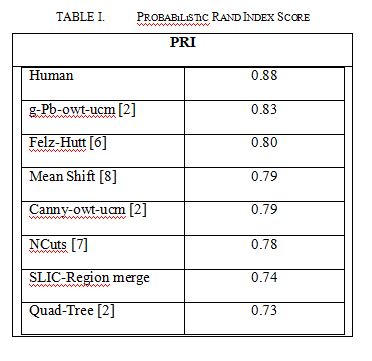 TABLE I. PROBABILISTIC RAND INDEX SCORE
PRI
Human 0.88
g-Pb-owt-ucm [2] 0.83
Felz-Hutt [6] 0.80
Mean Shift [8] 0.79
Canny-owt-ucm [2] 0.79
NCuts [7] 0.78
SLIC-Region merge 0.74
Quad-Tree [2] 0.73